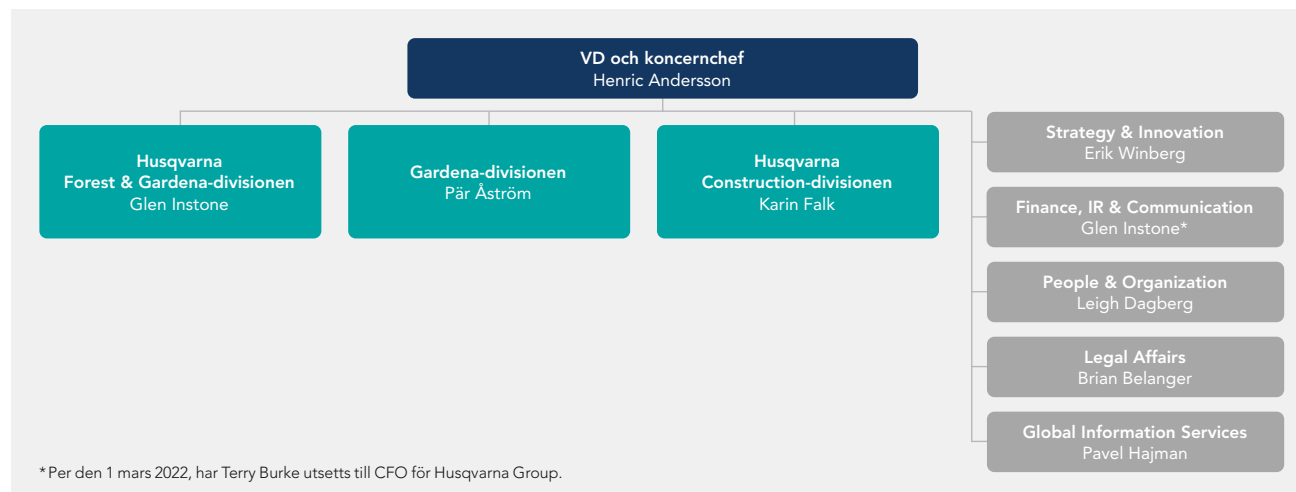 VD och koncernchef
Henric Andersson
Husqvarna
Forest & Gardena-divisionen
Glen Instone
Gardena-divisionen
Pär Åström
Husqvarna
Construction-divisionen
Karin Falk
Strategy & Innovation
Erik Winberg
Finance, IR & Communication
Glen Instone*
People & Organization
Leigh Dagberg
Legal Affairs
Brian Belanger
Global Information Services
Pavel Hajman
* Per den 1 mars 2022, har Terry Burke utsetts till CFO för Husqvarna Group.